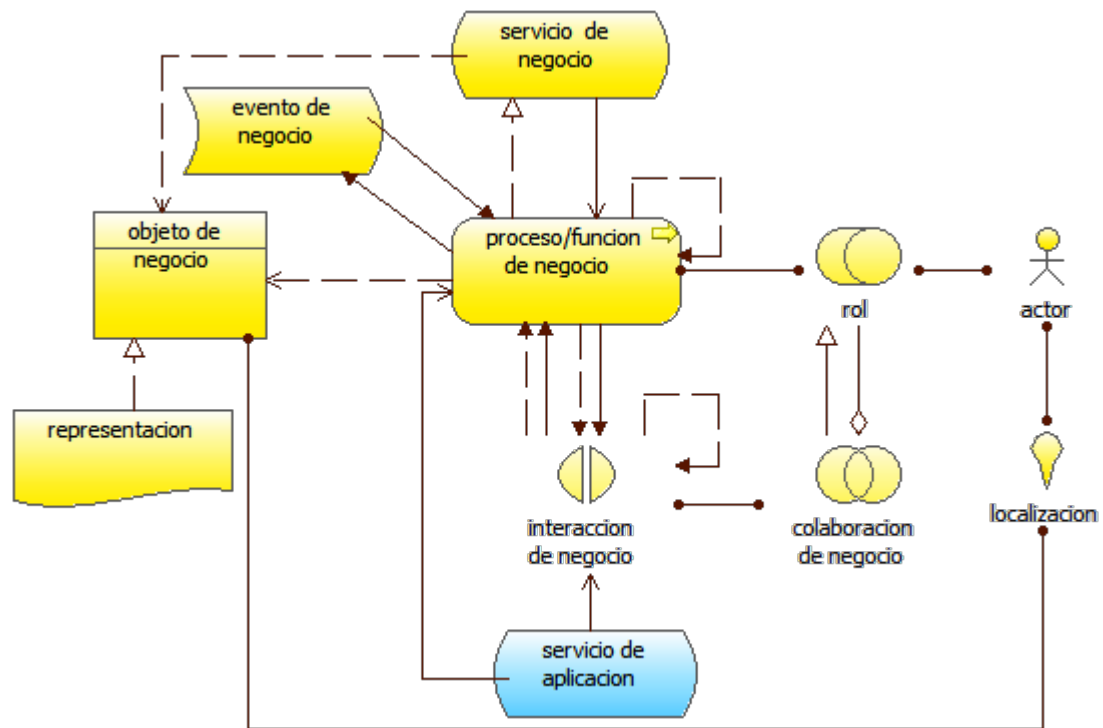 servicio de
negocio
evento de
negocio
objeto de
negocio
proceso/funcion
de negocio
rol
actor
representacion
interaccion
de negocio
colaboracion
de negocio
localizacion
servicio de
aplicacion